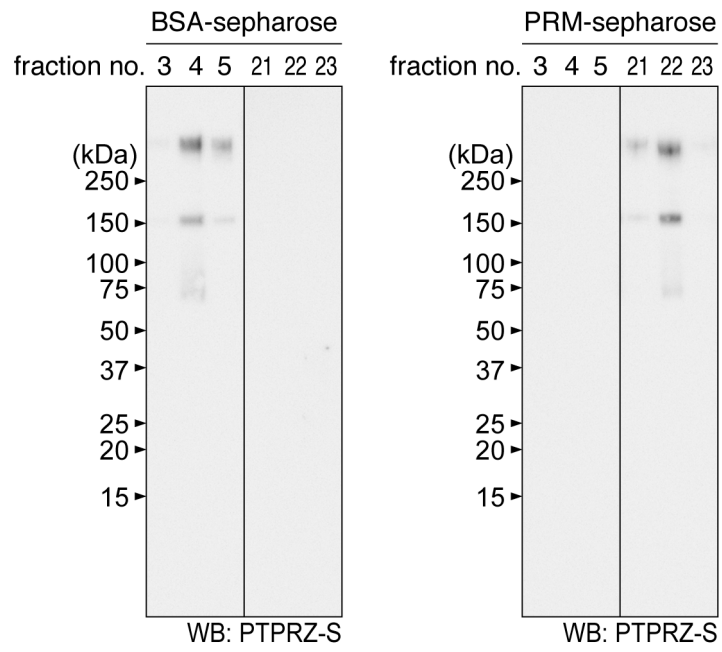 BSA-sepharose
fraction no. 3 4 5 21 22 23
(kDa)
250
150
100
75
50
37
25
20
15
WB: PTPRZ-S
PRM-sepharose
fraction no. 3 4 5 21 22 23
(kDa)
250
150
100
75
50
37
25
20
15
WB: PTPRZ-S